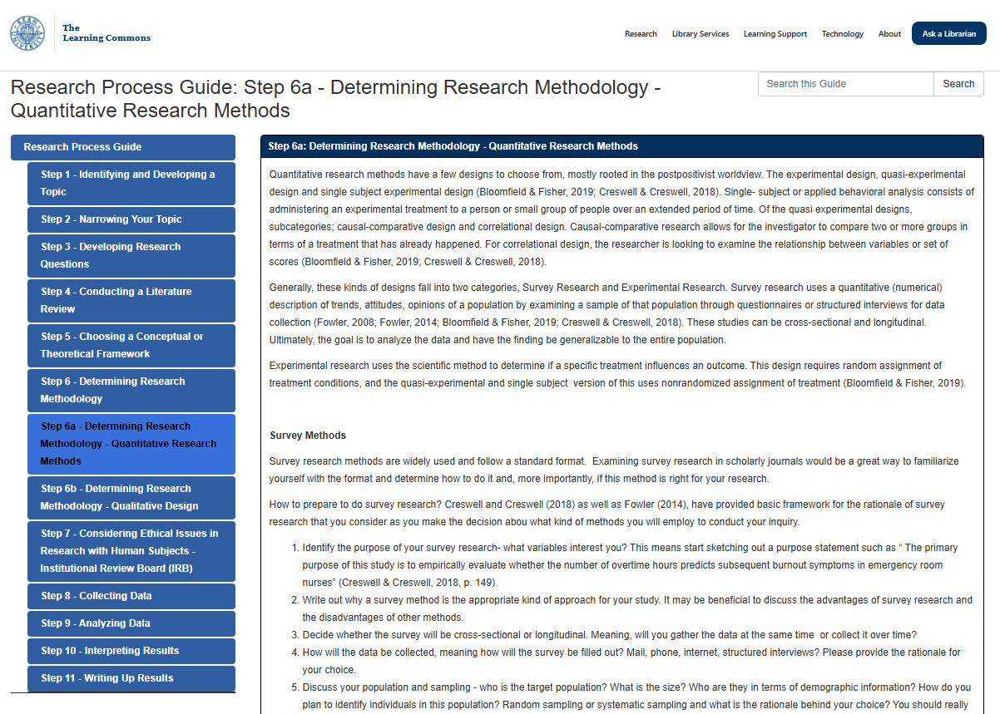 KEAN UNIVERSITY
The
Learning Commons
Research
Library Services
Learning Support
Technology
About
Ask a Librarian
Research Process Guide: Step 6a - Determining Research Methodology -
Quantitative Research Methods
Search this Guide
Search
Research Process Guide
Step 1 - Identifying and Developing a
Topic
Step 2 - Narrowing Your Topic
Step 3 - Developing Research
Questions
Step 4 - Conducting a Literature
Review
Step 5 - Choosing a Conceptual or
Theoretical Framework
Step 6 - Determining Research
Methodology
Step 6a - Determining Research
Methodology - Quantitative Research
Methods
Step 6b - Determining Research
Methodology - Qualitative Design
Step 7 - Considering Ethical Issues in
Research with Human Subjects -
Institutional Review Board (IRB)
Step 8 - Collecting Data
Step 9 - Analyzing Data
Step 10 - Interpreting Results
Step 11 - Writing Up Results
Step 6a: Determining Research Methodology - Quantitative Research Methods
Quantitative research methods have a few designs to choose from, mostly rooted in the postpositivist worldview. The experimental design, quasi-experimental
design and single subject experimental design (Bloomfield & Fisher, 2019; Creswell & Creswell, 2018). Single- subject or applied behavioral analysis consists of
administering an experimental treatment to a person or small group of people over an extended period of time. Of the quasi experimental designs,
subcategories; causal-comparative design and correlational design. Causal-comparative research allows for the investigator to compare two or more groups in
terms of a treatment that has already happened. For correlational design, the researcher is looking to examine the relationship between variables or set of
scores (Bloomfield & Fisher, 2019; Creswell & Creswell, 2018).
Generally, these kinds of designs fall into two categories, Survey Research and Experimental Research. Survey research uses a quantitative (numerical)
description of trends, attitudes, opinions of a population by examining a sample of that population through questionnaires or structured interviews for data
collection (Fowler, 2008; Fowler, 2014; Bloomfield & Fisher, 2019; Creswell & Creswell, 2018). These studies can be cross-sectional and longitudinal.
Ultimately, the goal is to analyze the data and have the finding be generalizable to the entire population.
Experimental research uses the scientific method to determine if a specific treatment influences an outcome. This design requires random assignment of
treatment conditions, and the quasi-experimental and single subject  version of this uses nonrandomized assignment of treatment (Bloomfield & Fisher, 2019).
Survey Methods
Survey research methods are widely used and follow a standard format.  Examining survey research in scholarly journals would be a great way to familiarize
yourself with the format and determine how to do it and, more importantly, if this method is right for your research.
How to prepare to do survey research? Creswell and Creswell (2018) as well as Fowler (2014), have provided basic framework for the rationale of survey
research that you consider as you make the decision abou what kind of methods you will employ to conduct your inquiry.
1. Identify the purpose of your survey research- what variables interest you? This means start sketching out a purpose statement such as “ The primary
purpose of this study is to empirically evaluate whether the number of overtime hours predicts subsequent burnout symptoms in emergency room
nurses” (Creswell & Creswell, 2018, p. 149).
2. Write out why a survey method is the appropriate kind of approach for your study. It may be beneficial to discuss the advantages of survey research and
the disadvantages of other methods.
3. Decide whether the survey will be cross-sectional or longitudinal. Meaning, will you gather the data at the same time  or collect it over time?
4. How will the data be collected, meaning how will the survey be filled out? Mail, phone, internet, structured interviews? Please provide the rationale for
your choice.
5. Discuss your population and sampling - who is the target population? What is the size? Who are they in terms of demographic information? How do you
plan to identify individuals in this population? Random sampling or systematic sampling and what is the rationale behind your choice? You should really